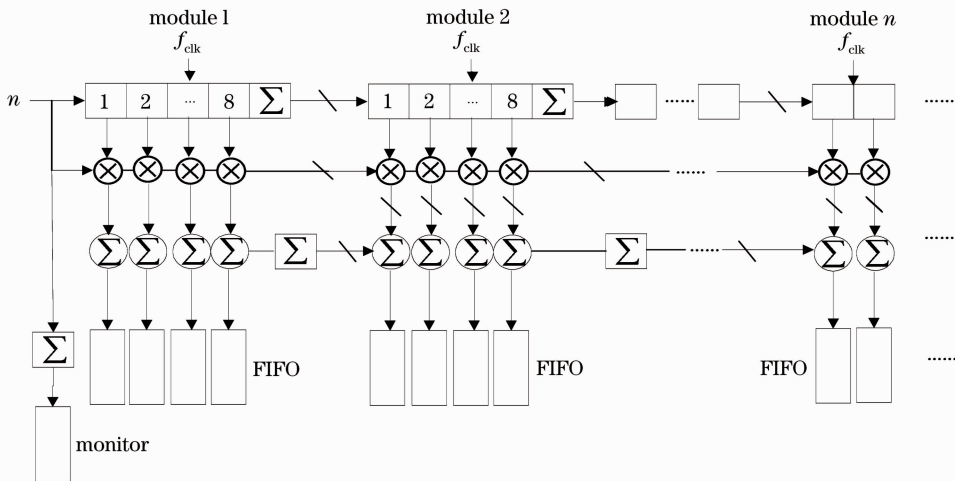 module 1 module 2 module n
f_clk f_clk f_clk
n 1 2 ... 8 Σ 1 2 ... 8 Σ ...... ......
......
Σ Σ Σ Σ Σ Σ Σ Σ Σ Σ ...... Σ Σ ......
Σ FIFO FIFO FIFO ......
monitor